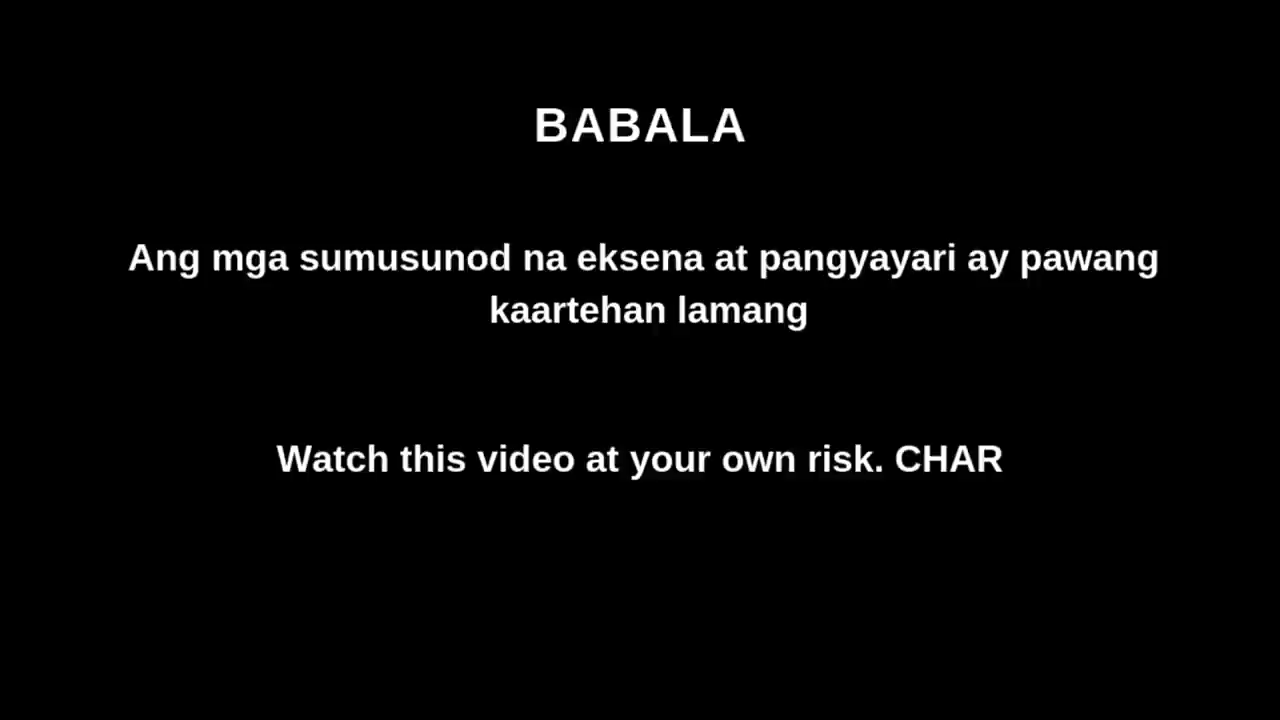 BABALA
Ang mga sumusunod na eksena at pangyayari ay pawang
kaartehan lamang
Watch this video at your own risk. CHAR